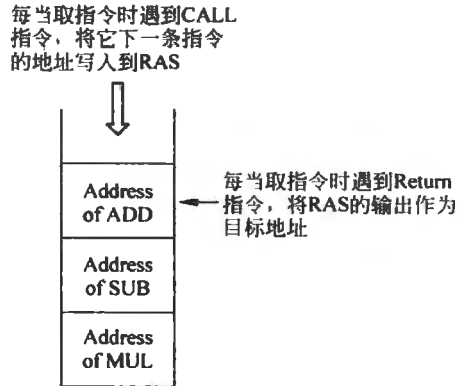 每当取指令时遇到CALL
指令，将它下一条指令
的地址写入到RAS
Address
of ADD
每当取指令时遇到Return
指令，将RAS的输出作为
目标地址
Address
of SUB
Address
of MUL